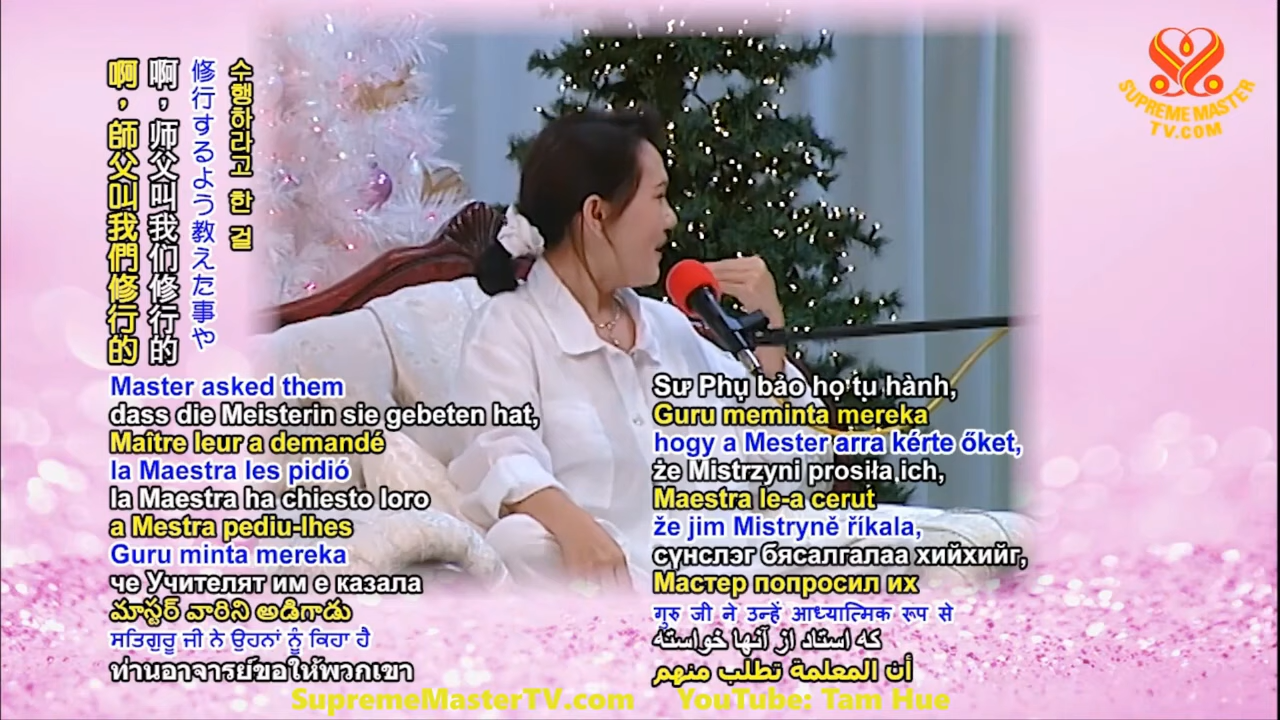 수행하라고 한 걸
修行するよう教えた事や
啊，师父叫我们修行的
啊，師父叫我們修行的
SUPREME MASTER
TV.COM
Master asked them
dass die Meisterin sie gebeten hat,
Maître leur a demandé
la Maestra les pidió
la Maestra ha chiesto loro
a Mestra pediu-lhes
Guru minta mereka
че Учителят им е казала
మాస్టర్ వారిని అడిగాడు
ਸਤਿਗੁਰੂ ਜੀ ਨੇ ਉਹਨਾਂ ਨੂੰ ਕਿਹਾ ਹੈ
ท่านอาจารย์ขอให้พวกเขา
Sư Phụ bảo họ tu hành,
Guru meminta mereka
hogy a Mester arra kérte őket,
że Mistrzyni prosiła ich,
Maestra le-a cerut
že jim Mistryně říkala,
сүнслэг бясалгалаа хийхийг,
Мастер попросил их
गुरु जी ने उन्हें आध्यात्मिक रूप से
که استاد از آنها خواسته
أن المعلمة تطلب منهم
SupremeMasterTV.com YouTube: Tam Hue